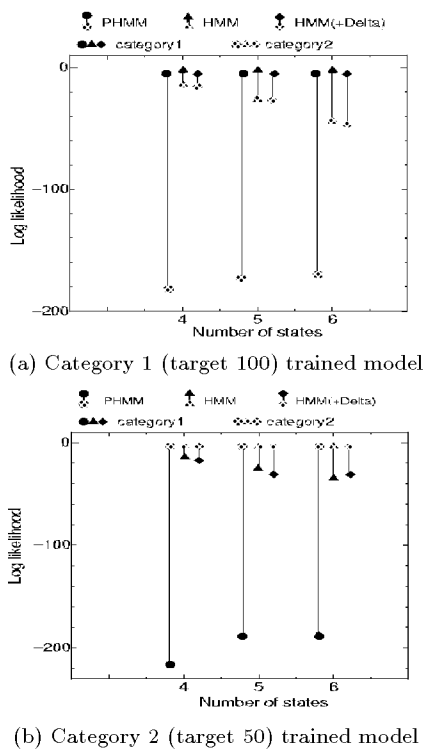 PHMM HMM HMM(+Delta)
category1 category2
0
−100
−200
Log likelihood
4 5 6
Number of states
(a) Category 1 (target 100) trained model
PHMM HMM HMM(+Delta)
category1 category2
0
−100
−200
Log likelihood
4 5 6
Number of states
(b) Category 2 (target 50) trained model